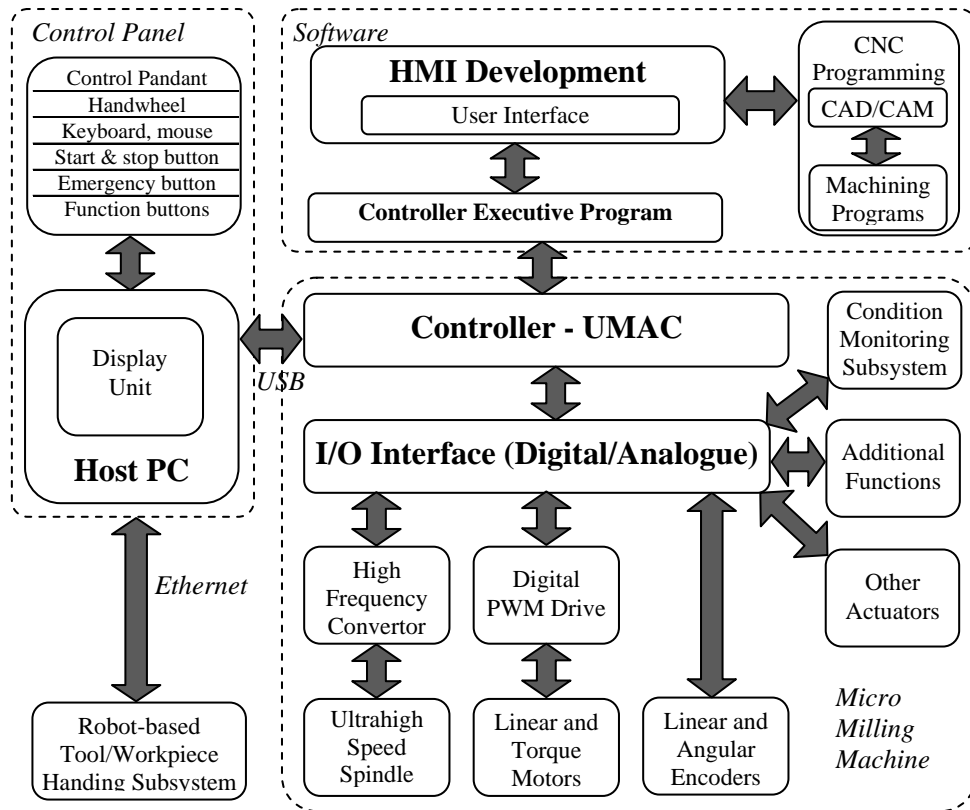 Control Panel
Control Pandant
Handwheel
Keyboard, mouse
Start & stop button
Emergency button
Function buttons
Display
Unit
Host PC
Software
HMI Development
User Interface
Controller Executive Program
CNC
Programming
CAD/CAM
Machining
Programs
USB
Controller - UMAC
I/O Interface (Digital/Analogue)
Condition
Monitoring
Subsystem
Additional
Functions
Other
Actuators
High
Frequency
Convertor
Digital
PWM Drive
Ultrahigh
Speed
Spindle
Linear and
Torque
Motors
Linear and
Angular
Encoders
Micro
Milling
Machine
Ethernet
Robot-based
Tool/Workpiece
Handing Subsystem